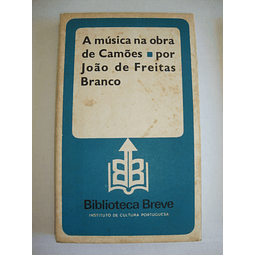 A música na obra
de Camões ■ por
João de Freitas
Branco
Biblioteca Breve
INSTITUTO DE CULTURA PORTUGUESA